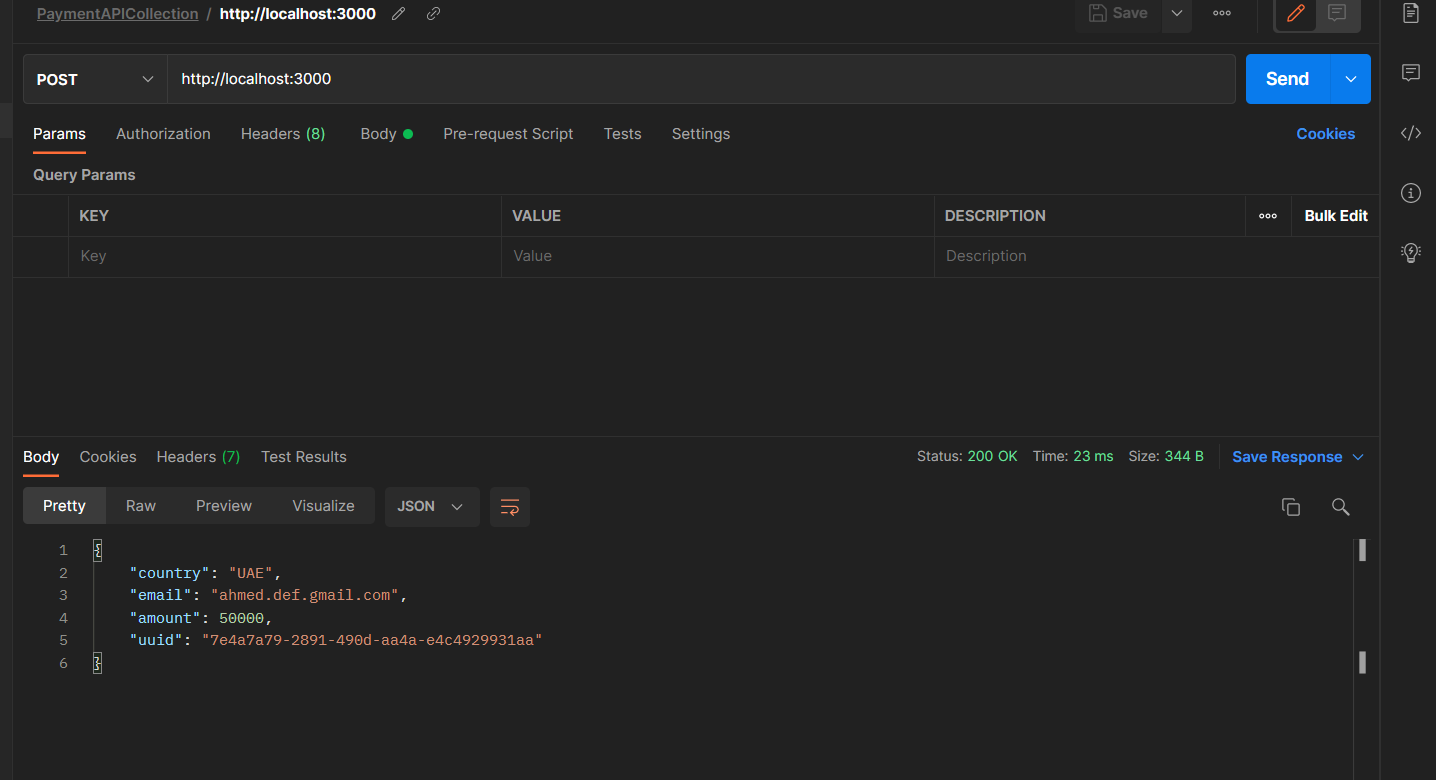 PaymentAPICollection / http://localhost:3000 Save
POST http://localhost:3000 Send
Params Authorization Headers (8) Body Pre-request Script Tests Settings Cookies
Query Params
KEY VALUE DESCRIPTION Bulk Edit
Key Value Description
Body Cookies Headers (7) Test Results Status: 200 OK Time: 23 ms Size: 344 B Save Response
Pretty Raw Preview Visualize JSON
1 {
2 "country": "UAE",
3 "email": "ahmed.def.gmail.com",
4 "amount": 50000,
5 "uuid": "7e4a7a79-2891-490d-aa4a-e4c4929931aa"
6 }